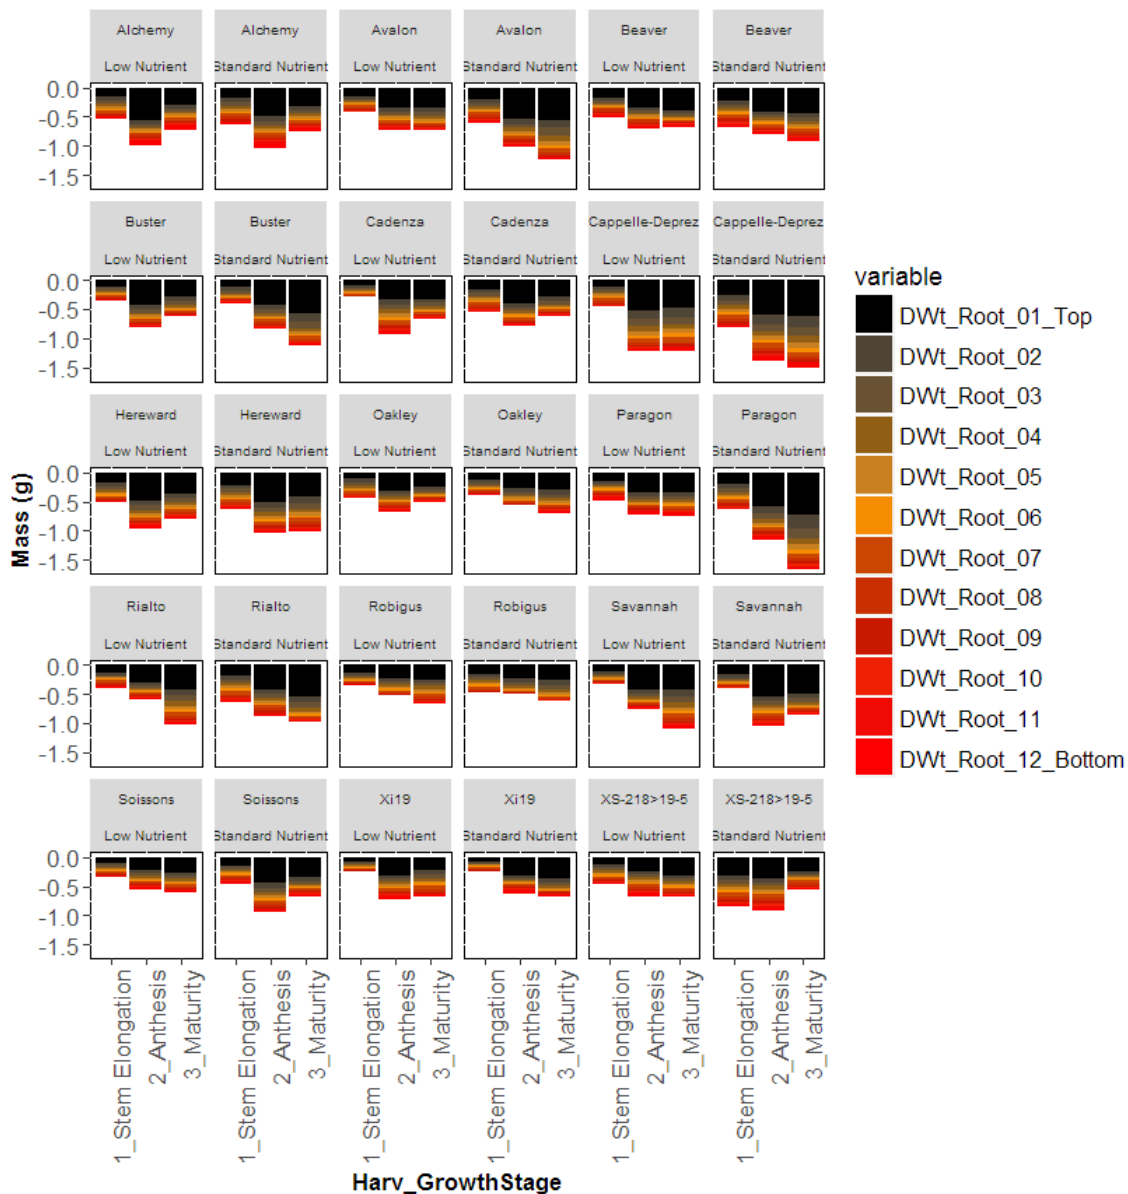 Alchemy Alchemy Avalon Avalon Beaver Beaver
Low Nutrient Standard Nutrient Low Nutrient Standard Nutrient Low Nutrient Standard Nutrient
0.0
-0.5
-1.0
-1.5
Buster Buster Cadenza Cadenza Cappelle-Deprez Cappelle-Deprez
Low Nutrient Standard Nutrient Low Nutrient Standard Nutrient Low Nutrient Standard Nutrient
0.0
-0.5
-1.0
-1.5
Hereward Hereward Oakley Oakley Paragon Paragon
Low Nutrient Standard Nutrient Low Nutrient Standard Nutrient Low Nutrient Standard Nutrient
0.0
-0.5
-1.0
-1.5
Rialto Rialto Robigus Robigus Savannah Savannah
Low Nutrient Standard Nutrient Low Nutrient Standard Nutrient Low Nutrient Standard Nutrient
0.0
-0.5
-1.0
-1.5
Soissons Soissons Xi19 Xi19 XS-218>19-5 XS-218>19-5
Low Nutrient Standard Nutrient Low Nutrient Standard Nutrient Low Nutrient Standard Nutrient
0.0
-0.5
-1.0
-1.5
Mass (g)
1_Stem Elongation
2_Anthesis
3_Maturity
1_Stem Elongation
2_Anthesis
3_Maturity
1_Stem Elongation
2_Anthesis
3_Maturity
1_Stem Elongation
2_Anthesis
3_Maturity
1_Stem Elongation
2_Anthesis
3_Maturity
1_Stem Elongation
2_Anthesis
3_Maturity
Harv_GrowthStage
variable
DWt_Root_01_Top
DWt_Root_02
DWt_Root_03
DWt_Root_04
DWt_Root_05
DWt_Root_06
DWt_Root_07
DWt_Root_08
DWt_Root_09
DWt_Root_10
DWt_Root_11
DWt_Root_12_Bottom